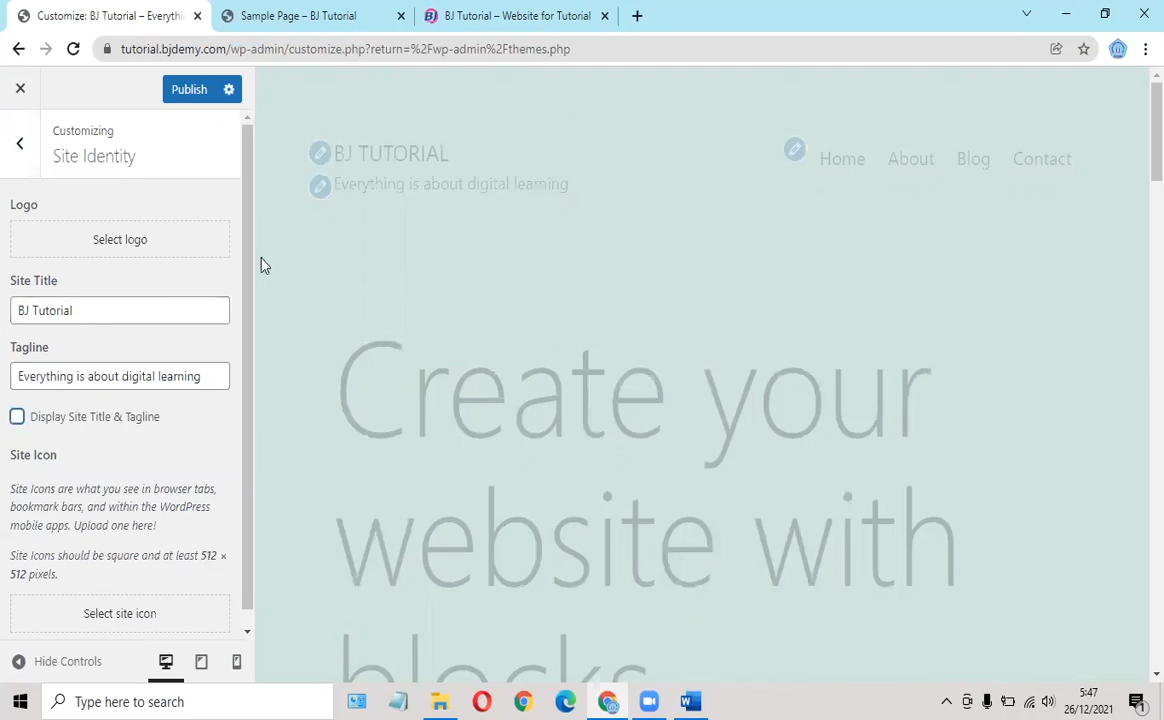 Customize: BJ Tutorial – Everythi
Sample Page – BJ Tutorial
BJ Tutorial – Website for Tutorial
tutorial.bjdemy.com/wp-admin/customize.php?return=%2Fwp-admin%2Fthemes.php
Publish
Customizing
Site Identity
Logo
Select logo
Site Title
BJ Tutorial
Tagline
Everything is about digital learning
Display Site Title & Tagline
Site Icon
Site Icons are what you see in browser tabs,
bookmark bars, and within the WordPress
mobile apps. Upload one here!
Site Icons should be square and at least 512 ×
512 pixels.
Select site icon
Hide Controls
BJ TUTORIAL
Everything is about digital learning
Home About Blog Contact
Create your
website with
blocks
Type here to search
5:47
26/12/2021
1